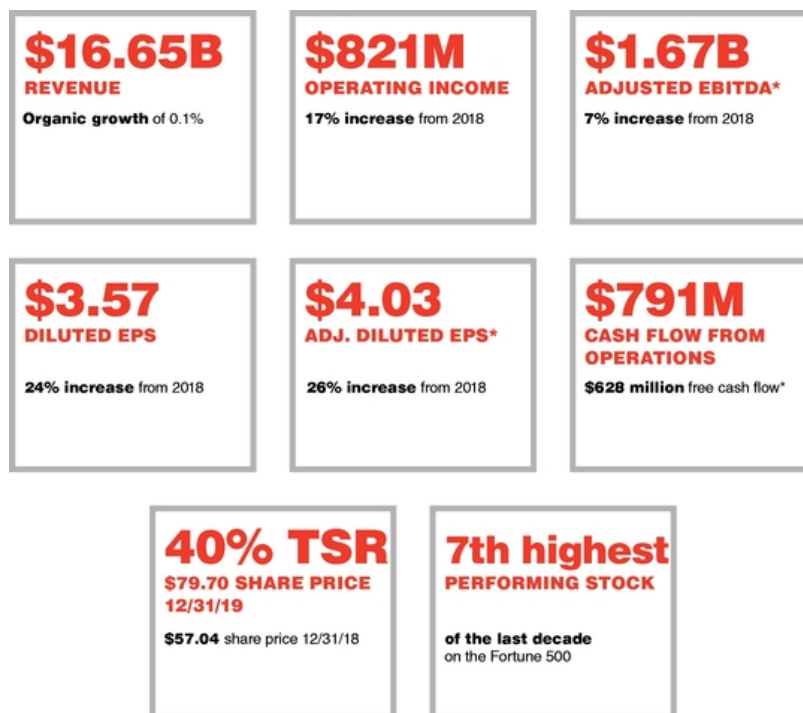 $16.65B
REVENUE
Organic growth of 0.1%
$821M
OPERATING INCOME
17% increase from 2018
$1.67B
ADJUSTED EBITDA*
7% increase from 2018
$3.57
DILUTED EPS
24% increase from 2018
$4.03
ADJ. DILUTED EPS*
26% increase from 2018
$791M
CASH FLOW FROM
OPERATIONS
$628 million free cash flow*
40% TSR
$79.70 SHARE PRICE
12/31/19
$57.04 share price 12/31/18
7th highest
PERFORMING STOCK
of the last decade
on the Fortune 500